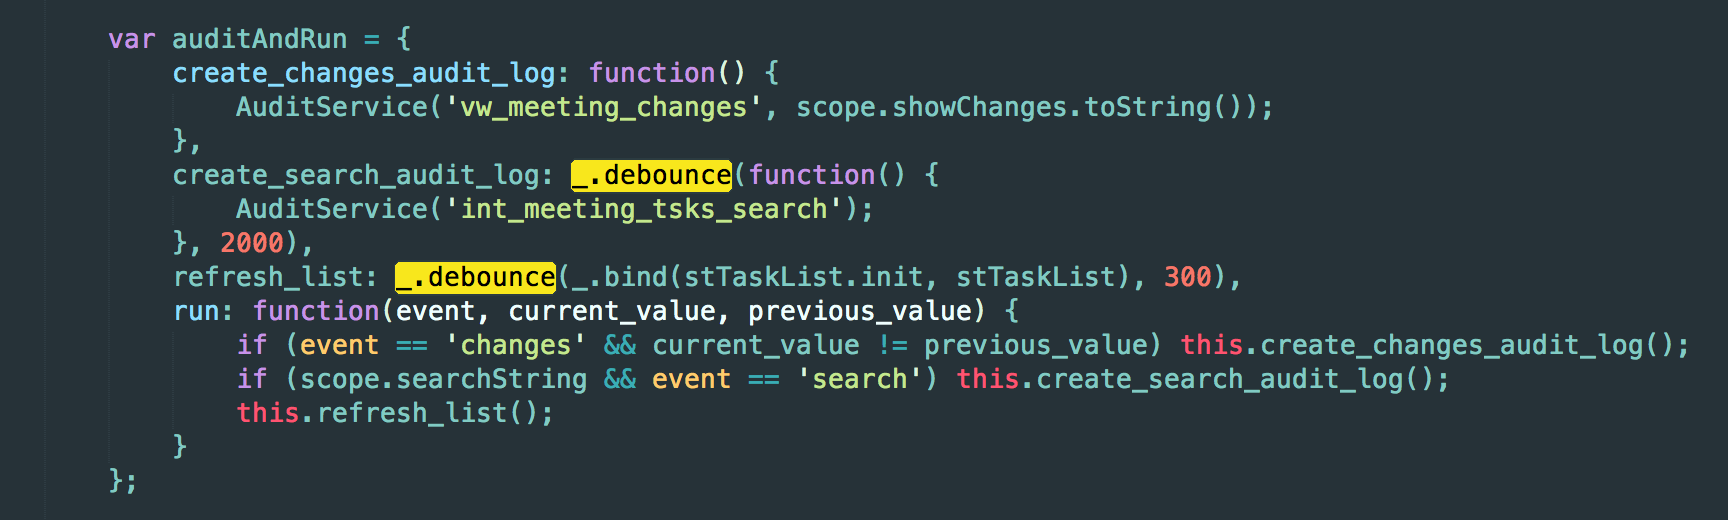 var auditAndRun = {
create_changes_audit_log: function() {
AuditService('vw_meeting_changes', scope.showChanges.toString());
},
create_search_audit_log: _.debounce(function() {
AuditService('int_meeting_tsks_search');
}, 2000),
refresh_list: _.debounce(_.bind(stTaskList.init, stTaskList), 300),
run: function(event, current_value, previous_value) {
if (event == 'changes' && current_value != previous_value) this.create_changes_audit_log();
if (scope.searchString && event == 'search') this.create_search_audit_log();
this.refresh_list();
}
};